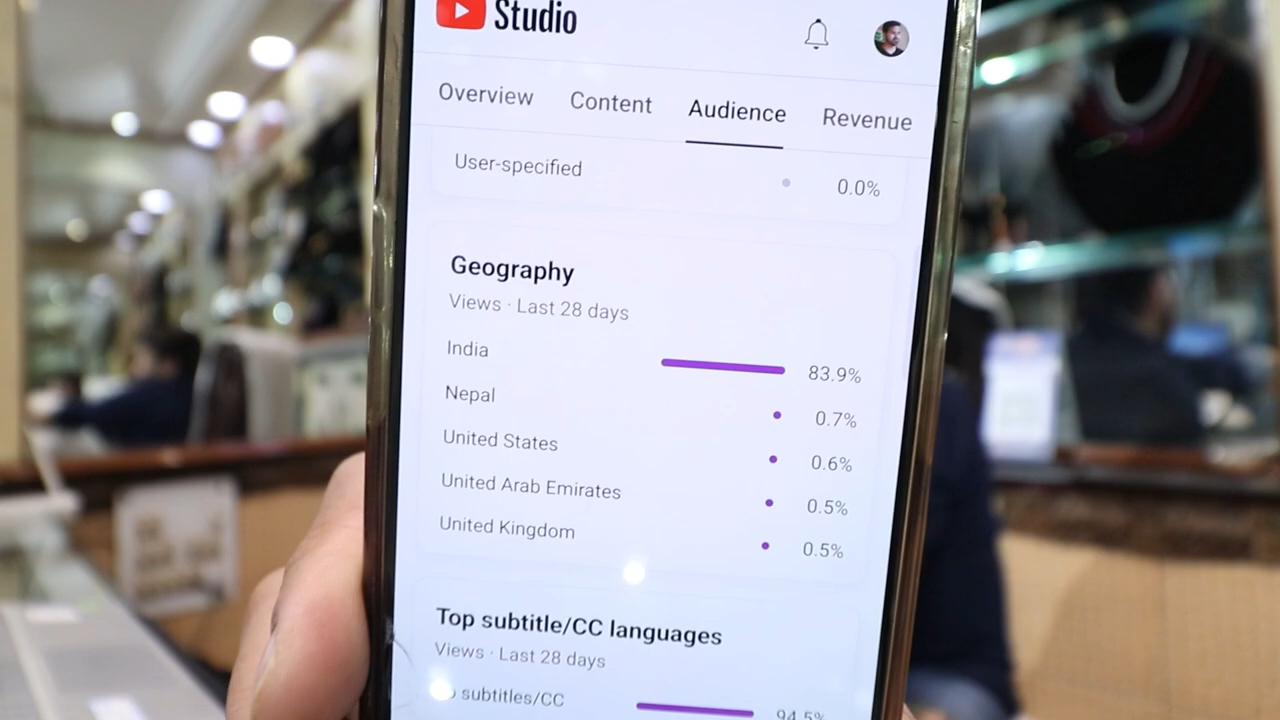 Studio
Overview Content Audience Revenue
User-specified 0.0%
Geography
Views · Last 28 days
India 83.9%
Nepal 0.7%
United States 0.6%
United Arab Emirates 0.5%
United Kingdom 0.5%
Top subtitle/CC languages
Views · Last 28 days
subtitles/CC 94.5%